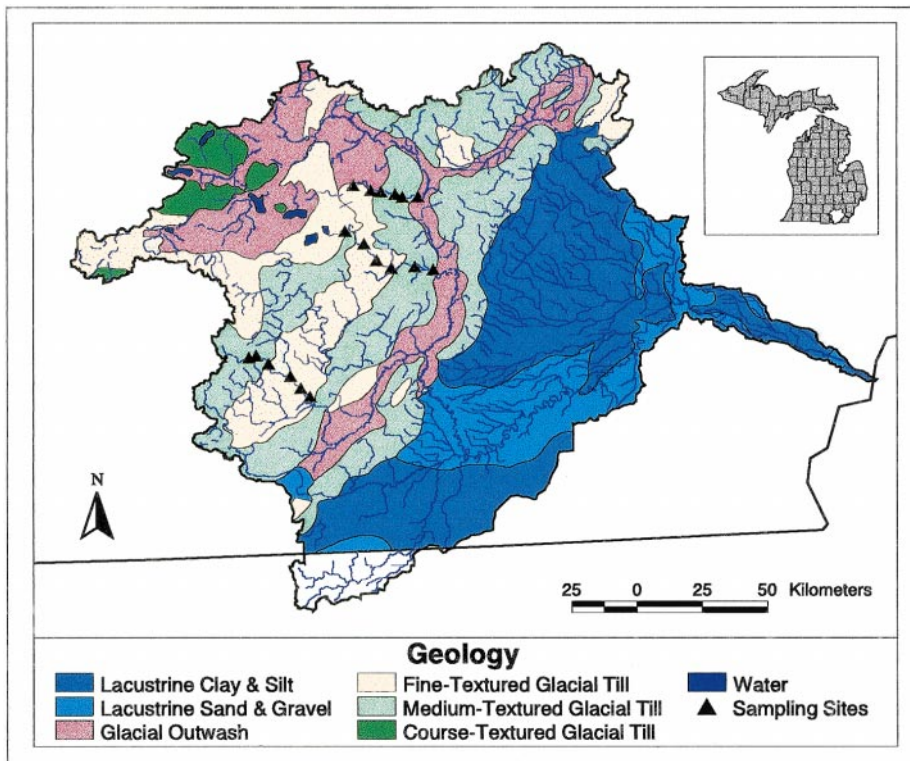 N
25 0 25 50 Kilometers
Geology
Lacustrine Clay & Silt
Lacustrine Sand & Gravel
Glacial Outwash
Fine-Textured Glacial Till
Medium-Textured Glacial Till
Course-Textured Glacial Till
Water
Sampling Sites